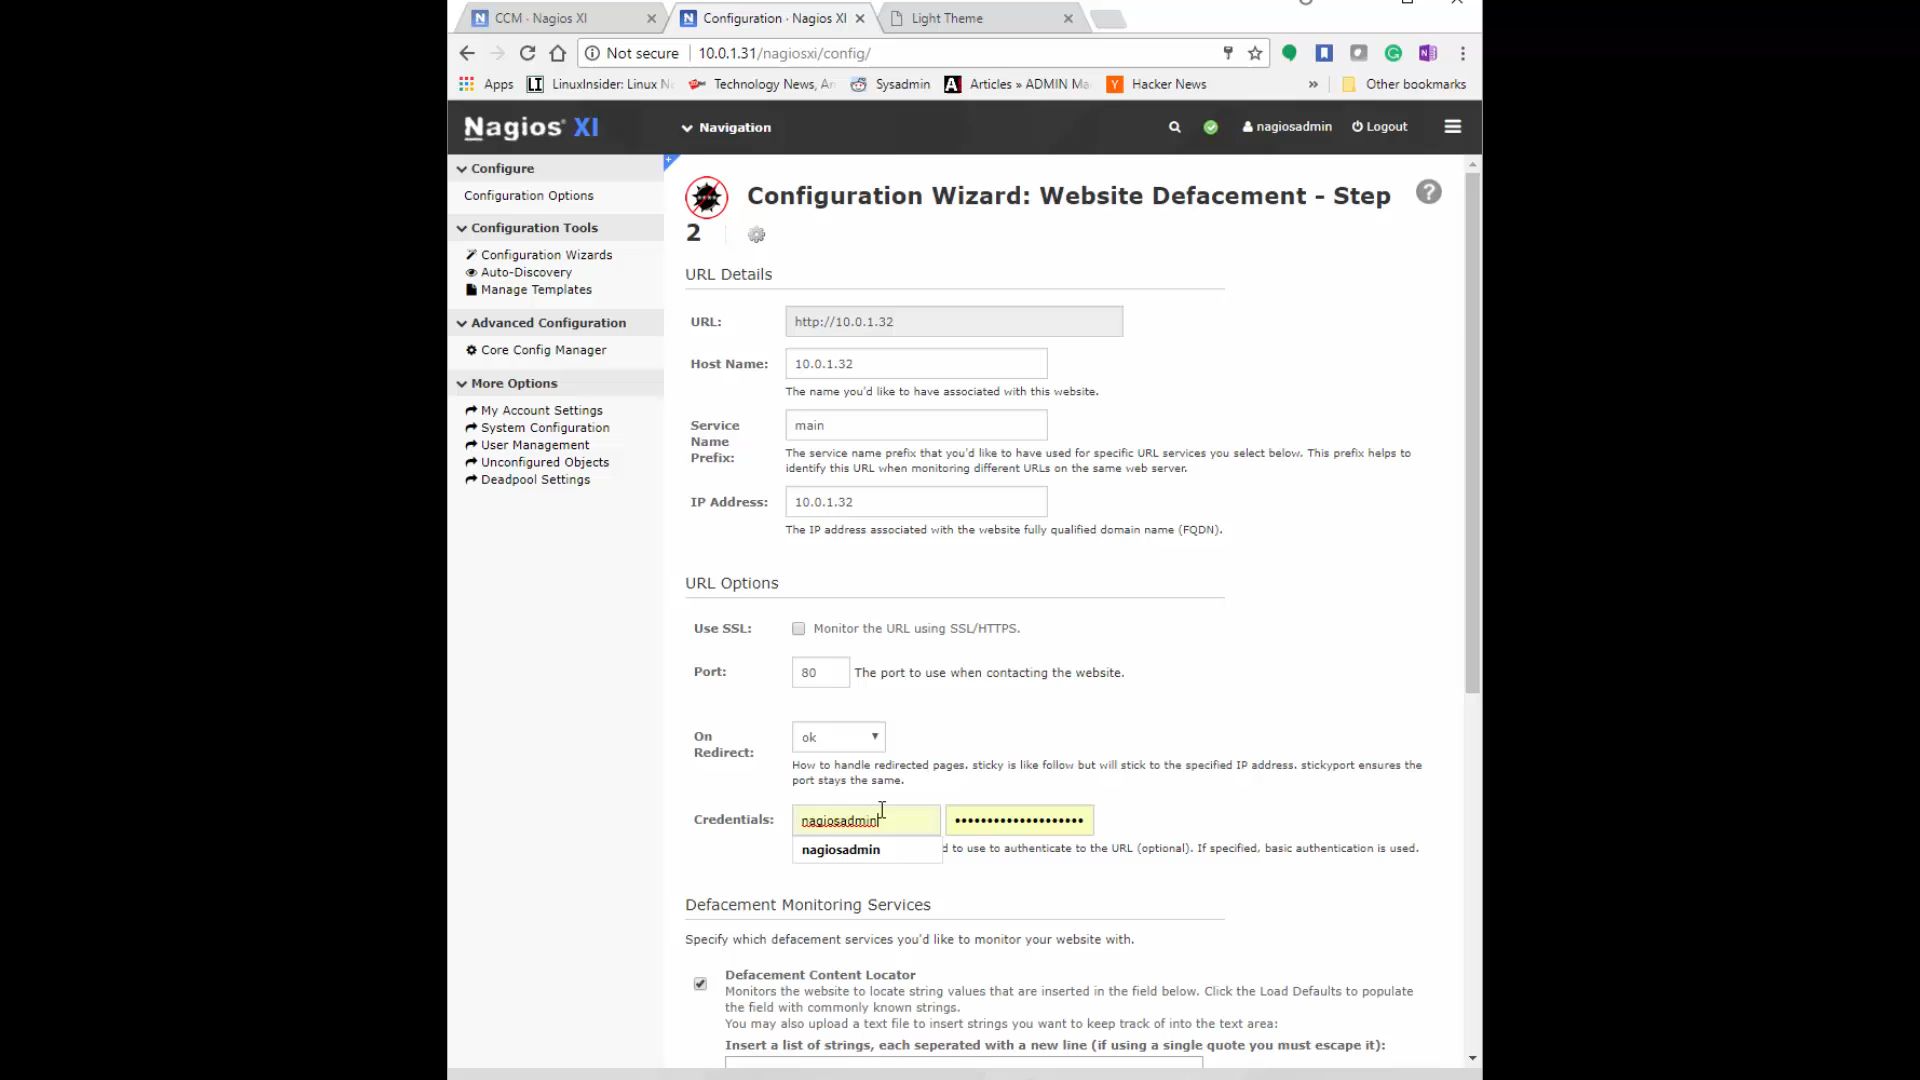 CCM · Nagios XI
Configuration · Nagios XI
Light Theme
Not secure
10.0.1.31/nagiosxi/config/
Apps
LinuxInsider: Linux N
Technology News, An
Sysadmin
Articles » ADMIN Ma
Hacker News
»
Other bookmarks
Nagios XI
Navigation
nagiosadmin
Logout
Configure
Configuration Options
Configuration Tools
Configuration Wizards
Auto-Discovery
Manage Templates
Advanced Configuration
Core Config Manager
More Options
My Account Settings
System Configuration
User Management
Unconfigured Objects
Deadpool Settings
Configuration Wizard: Website Defacement - Step
2
URL Details
URL:
http://10.0.1.32
Host Name:
10.0.1.32
The name you'd like to have associated with this website.
Service
Name
Prefix:
main
The service name prefix that you'd like to have used for specific URL services you select below. This prefix helps to
identify this URL when monitoring different URLs on the same web server.
IP Address:
10.0.1.32
The IP address associated with the website fully qualified domain name (FQDN).
URL Options
Use SSL:
Monitor the URL using SSL/HTTPS.
Port:
80
The port to use when contacting the website.
On
Redirect:
ok
How to handle redirected pages. sticky is like follow but will stick to the specified IP address. stickyport ensures the
port stays the same.
Credentials:
nagiosadmin
••••••••••••••••••••
nagiosadmin
d to use to authenticate to the URL (optional). If specified, basic authentication is used.
Defacement Monitoring Services
Specify which defacement services you'd like to monitor your website with.
Defacement Content Locator
Monitors the website to locate string values that are inserted in the field below. Click the Load Defaults to populate
the field with commonly known strings.
You may also upload a text file to insert strings you want to keep track of into the text area:
Insert a list of strings, each seperated with a new line (if using a single quote you must escape it):